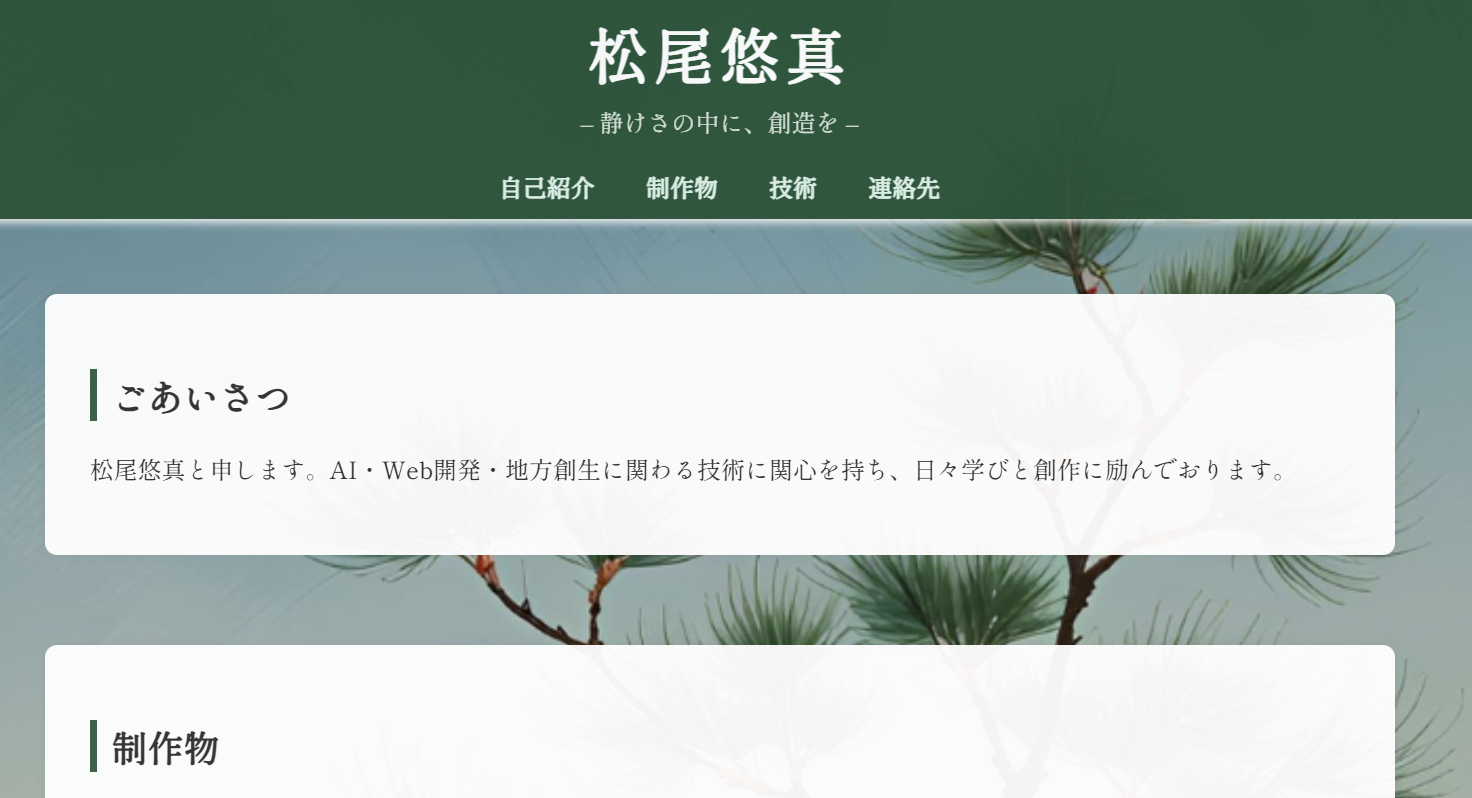 松尾悠真
– 静けさの中に、創造を –
自己紹介 制作物 技術 連絡先
ごあいさつ
松尾悠真と申します。AI・Web開発・地方創生に関わる技術に関心を持ち、日々学びと創作に励んでおります。
制作物